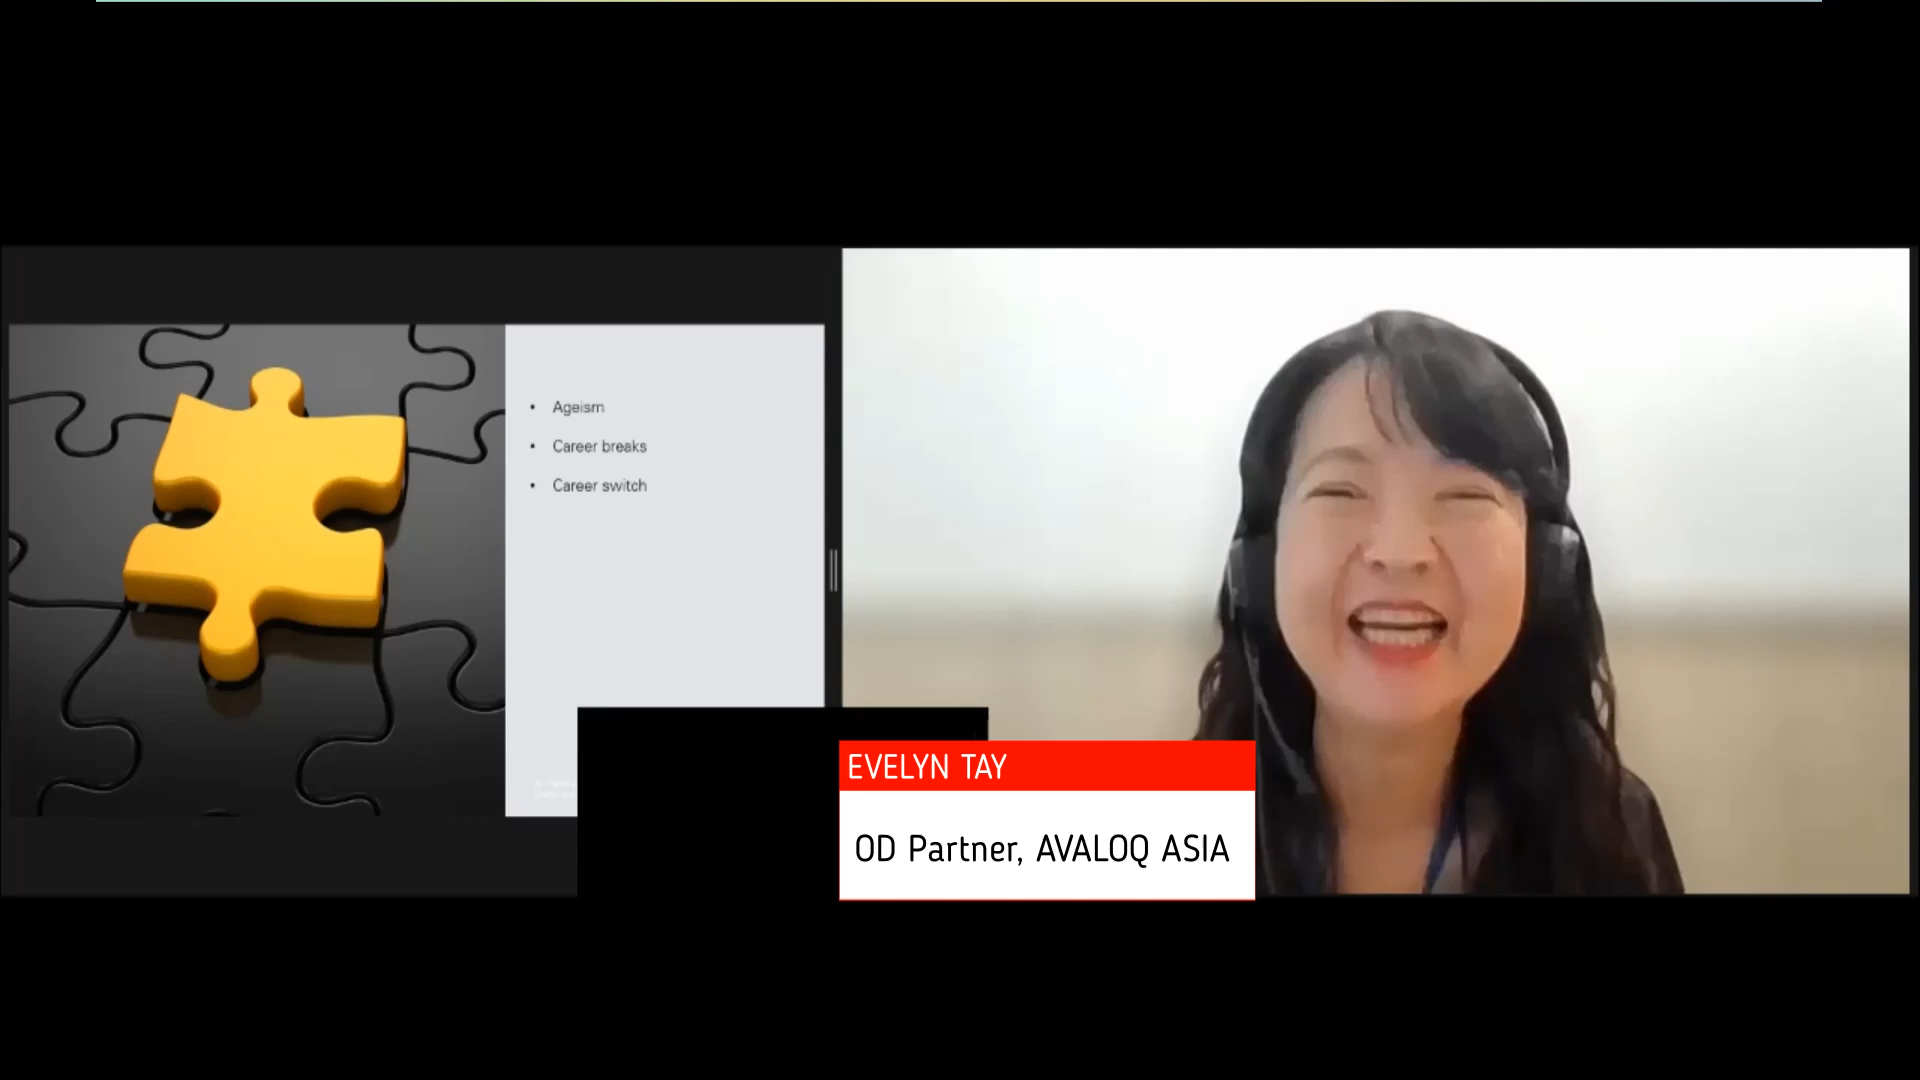 • Ageism
• Career breaks
• Career switch
EVELYN TAY
OD Partner, AVALOQ ASIA